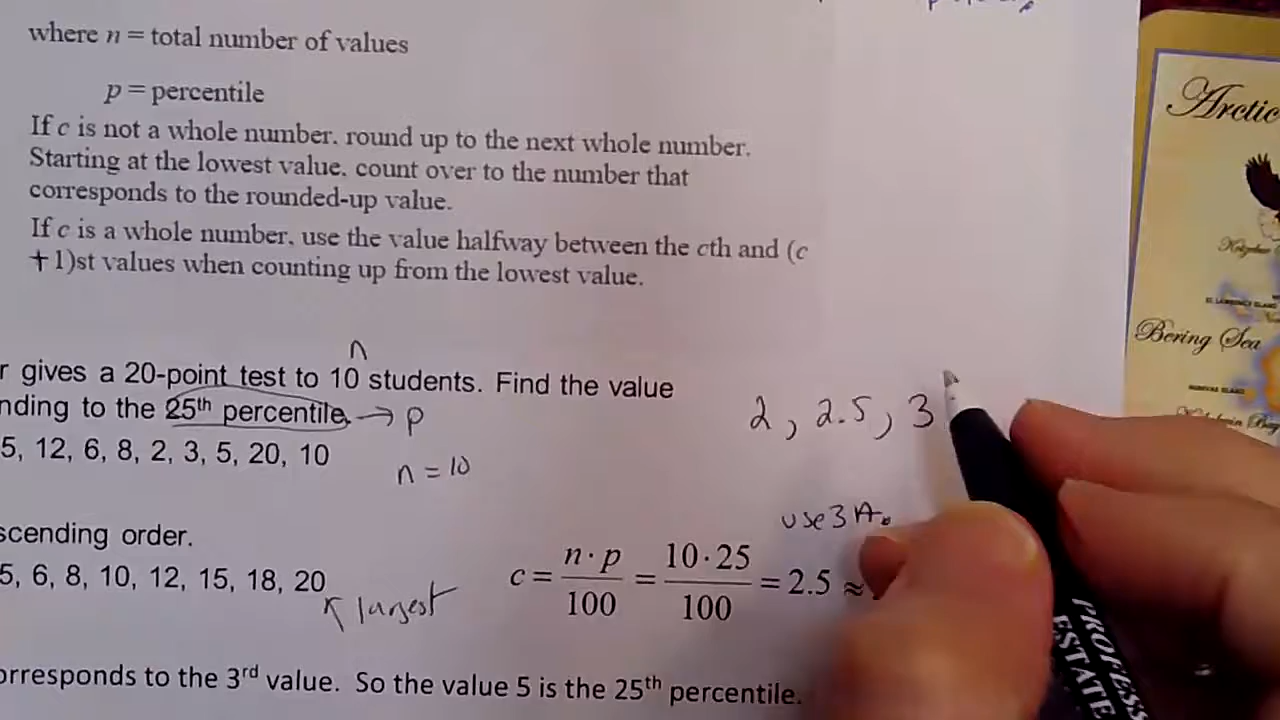 where n = total number of values
p = percentile
If c is not a whole number, round up to the next whole number.
Starting at the lowest value, count over to the number that
corresponds to the rounded-up value.
If c is a whole number, use the value halfway between the cth and (c
+1)st values when counting up from the lowest value.
n
r gives a 20-point test to 10 students. Find the value
nding to the 25th percentile. → p
5, 12, 6, 8, 2, 3, 5, 20, 10
n = 10
2, 2.5, 3
use 3A.
scending order.
5, 6, 8, 10, 12, 15, 18, 20
largest
c = n·p/100 = 10·25/100 = 2.5 ≈
orresponds to the 3rd value. So the value 5 is the 25th percentile.
Arctic
Bering Sea
PROFESS
ESTATE